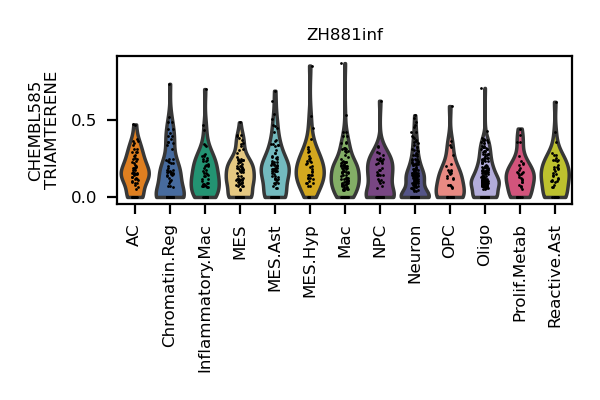 ZH881inf
CHEMBL585
TRIAMTERENE
0.5
0.0
AC
Chromatin.Reg
Inflammatory.Mac
MES
MES.Ast
MES.Hyp
Mac
NPC
Neuron
OPC
Oligo
Prolif.Metab
Reactive.Ast